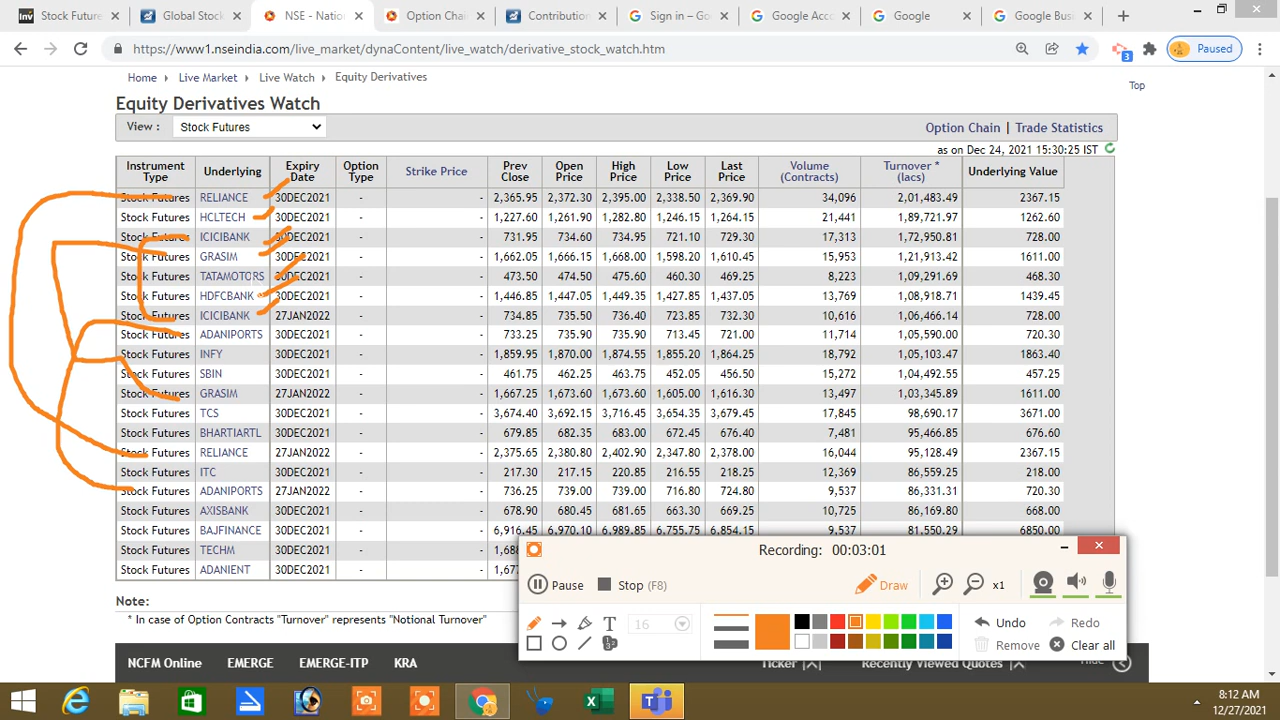 Stock Future
Global Stock
NSE - Nation
Option Chai
Contribution
Sign in – Goo
Google Acco
Google
Google Busi
https://www1.nseindia.com/live_market/dynaContent/live_watch/derivative_stock_watch.htm
3
Paused
Home Live Market Live Watch Equity Derivatives
Top
Equity Derivatives Watch
View : Stock Futures
Option Chain | Trade Statistics
as on Dec 24, 2021 15:30:25 IST
Instrument Type Underlying Expiry Date Option Type Strike Price Prev Close Open Price High Price Low Price Last Price Volume (Contracts) Turnover * (lacs) Underlying Value
Stock Futures RELIANCE 30DEC2021 - - 2,365.95 2,372.30 2,395.00 2,338.50 2,369.90 34,096 2,01,483.49 2367.15
Stock Futures HCLTECH 30DEC2021 - - 1,227.60 1,261.90 1,282.80 1,246.15 1,264.15 21,441 1,89,721.97 1262.60
Stock Futures ICICIBANK 30DEC2021 - - 731.95 734.60 734.95 721.10 729.30 17,313 1,72,950.81 728.00
Stock Futures GRASIM 30DEC2021 - - 1,662.05 1,666.15 1,668.00 1,598.20 1,610.45 15,953 1,21,913.42 1611.00
Stock Futures TATAMOTORS 30DEC2021 - - 473.50 474.50 475.60 460.30 469.25 8,223 1,09,291.69 468.30
Stock Futures HDFCBANK 30DEC2021 - - 1,446.85 1,447.05 1,449.35 1,427.85 1,437.05 13,769 1,08,918.71 1439.45
Stock Futures ICICIBANK 27JAN2022 - - 734.85 735.50 736.40 723.85 732.30 10,616 1,06,466.14 728.00
Stock Futures ADANIPORTS 30DEC2021 - - 733.25 735.90 735.90 713.45 721.00 11,714 1,05,590.00 720.30
Stock Futures INFY 30DEC2021 - - 1,859.95 1,870.00 1,874.55 1,855.20 1,864.25 18,792 1,05,103.47 1863.40
Stock Futures SBIN 30DEC2021 - - 461.75 462.25 463.75 452.05 456.50 15,272 1,04,492.55 457.25
Stock Futures GRASIM 27JAN2022 - - 1,667.25 1,673.60 1,673.60 1,605.00 1,616.30 13,497 1,03,345.89 1611.00
Stock Futures TCS 30DEC2021 - - 3,674.40 3,692.15 3,716.45 3,654.35 3,679.45 17,845 98,690.17 3671.00
Stock Futures BHARTIARTL 30DEC2021 - - 679.85 682.35 683.00 672.45 676.40 7,481 95,466.85 676.60
Stock Futures RELIANCE 27JAN2022 - - 2,375.65 2,380.80 2,402.90 2,347.80 2,378.00 16,044 95,128.49 2367.15
Stock Futures ITC 30DEC2021 - - 217.30 217.15 220.85 216.55 218.25 12,369 86,559.25 218.00
Stock Futures ADANIPORTS 27JAN2022 - - 736.25 739.00 739.00 716.80 724.80 9,537 86,331.31 720.30
Stock Futures AXISBANK 30DEC2021 - - 678.90 680.45 681.65 663.30 669.25 10,725 86,169.80 668.00
Stock Futures BAJFINANCE 30DEC2021 - - 6,916.45 6,970.10 6,989.85 6,755.75 6,854.15 9,537 81,550.29 6850.00
Stock Futures TECHM 30DEC2021 - -
Stock Futures ADANIENT 30DEC2021 - -
Recording: 00:03:01
Pause Stop (F8) Draw x1
T 16 Undo Redo
Remove Clear all
Note:
* In case of Option Contracts "Turnover" represents "Notional Turnover"
NCFM Online EMERGE EMERGE-ITP KRA Ticker Recently Viewed Quotes Hide
8:12 AM
12/27/2021